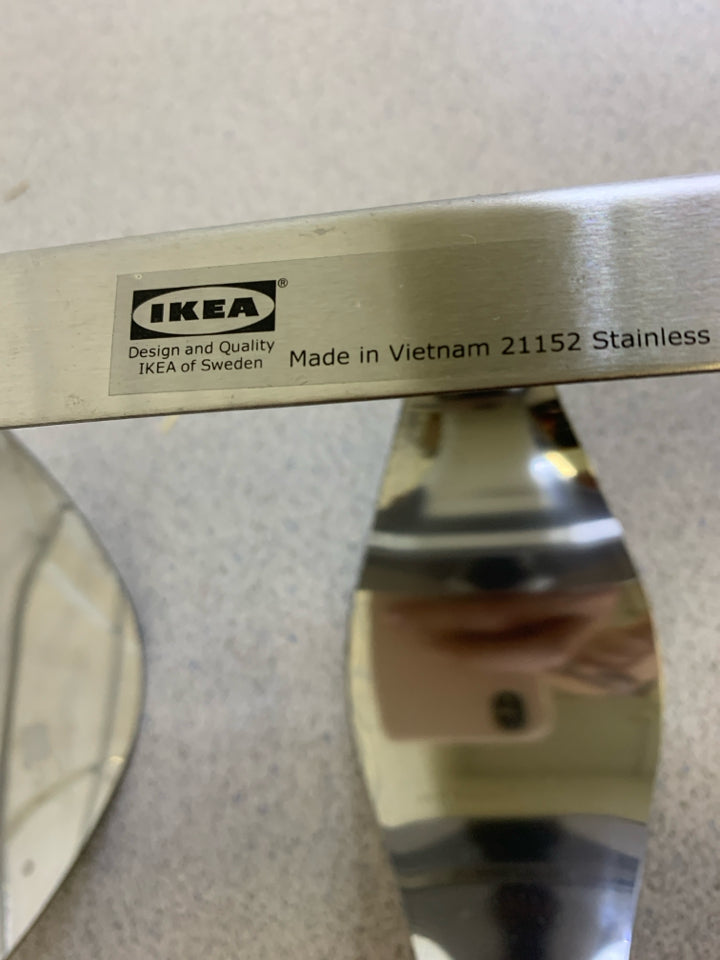 IKEA®
Design and Quality
IKEA of Sweden
Made in Vietnam 21152 Stainless